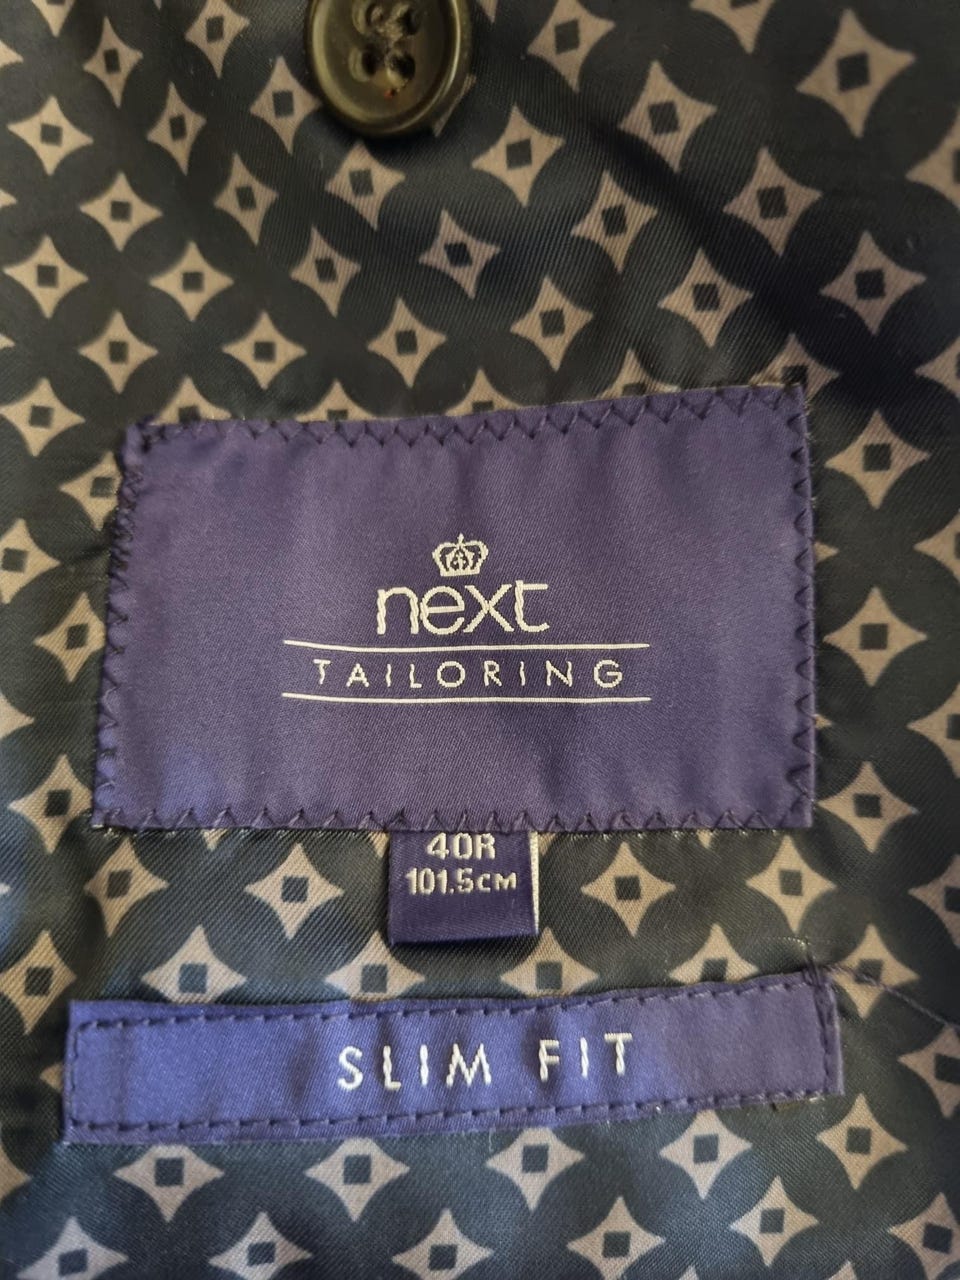 next
TAILORING
40R
101.5CM
SLIM FIT